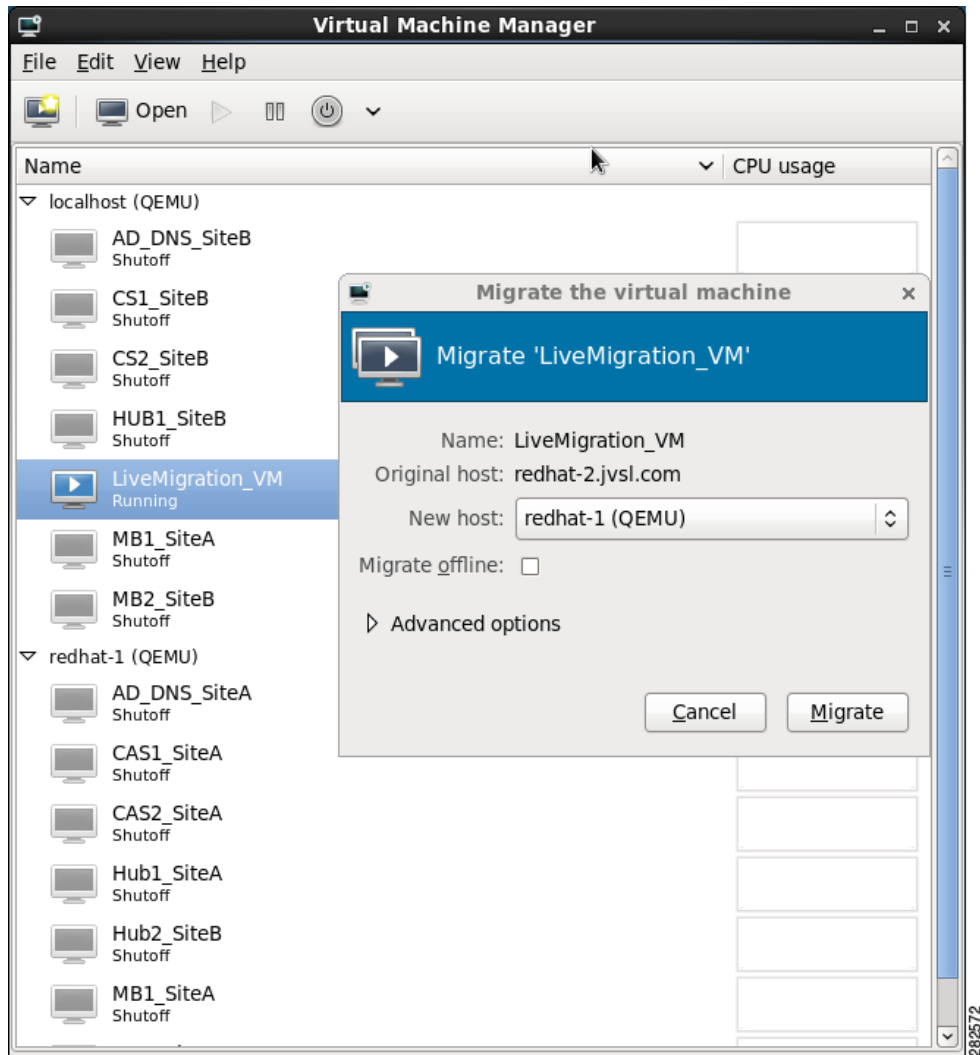 Virtual Machine Manager
File Edit View Help
Open
Name CPU usage
localhost (QEMU)
AD_DNS_SiteB
Shutoff
CS1_SiteB
Shutoff
CS2_SiteB
Shutoff
HUB1_SiteB
Shutoff
LiveMigration_VM
Running
MB1_SiteA
Shutoff
MB2_SiteB
Shutoff
redhat-1 (QEMU)
AD_DNS_SiteA
Shutoff
CAS1_SiteA
Shutoff
CAS2_SiteA
Shutoff
Hub1_SiteA
Shutoff
Hub2_SiteB
Shutoff
MB1_SiteA
Shutoff
Migrate the virtual machine
Migrate 'LiveMigration_VM'
Name: LiveMigration_VM
Original host: redhat-2.jvsl.com
New host: redhat-1 (QEMU)
Migrate offline:
Advanced options
Cancel Migrate
282572